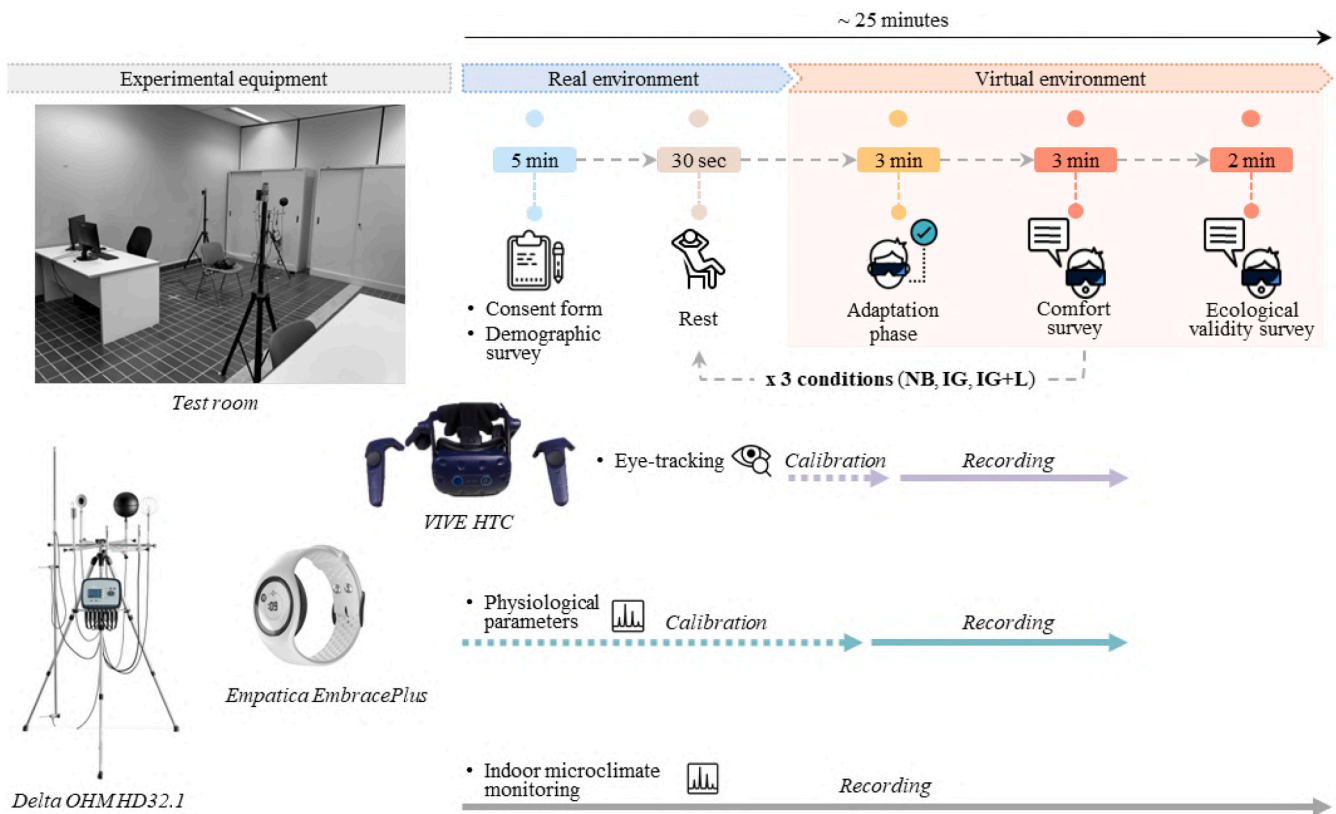 ~ 25 minutes
Experimental equipment
Real environment
Virtual environment
5 min
30 sec
3 min
3 min
2 min
• Consent form
• Demographic
survey
Rest
Adaptation
phase
Comfort
survey
Ecological
validity survey
x 3 conditions (NB, IG, IG+L)
Test room
• Eye-tracking
Calibration
Recording
VIVE HTC
• Physiological
parameters
Calibration
Recording
:09
Empatica EmbracePlus
• Indoor microclimate
monitoring
Recording
Delta OHM HD32.1